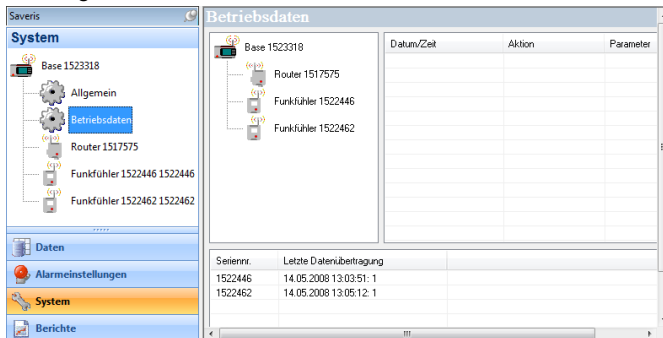 Saveris
System
Base 1523318
Allgemein
Betriebsdaten
Router 1517575
Funkfühler 1522446 1522446
Funkfühler 1522462 1522462
Daten
Alarmeinstellungen
System
Berichte
Betriebsdaten
Base 1523318
Router 1517575
Funkfühler 1522446
Funkfühler 1522462
Datum/Zeit Aktion Parameter
Seriennr. Letzte Datenübertragung
1522446 14.05.2008 13:03:51: 1
1522462 14.05.2008 13:05:12: 1